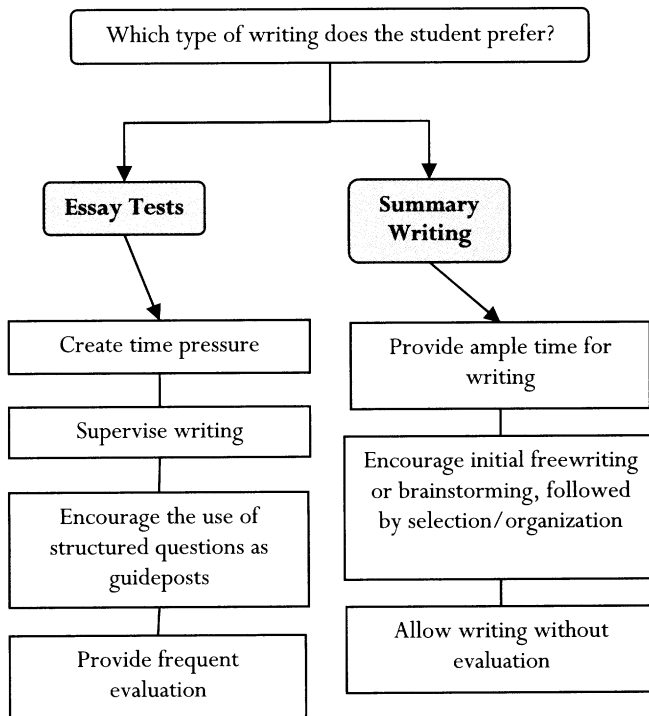 Which type of writing does the student prefer?
Essay Tests
Summary
Writing
Create time pressure
Supervise writing
Encourage the use of
structured questions as
guideposts
Provide frequent
evaluation
Provide ample time for
writing
Encourage initial freewriting
or brainstorming, followed
by selection/organization
Allow writing without
evaluation